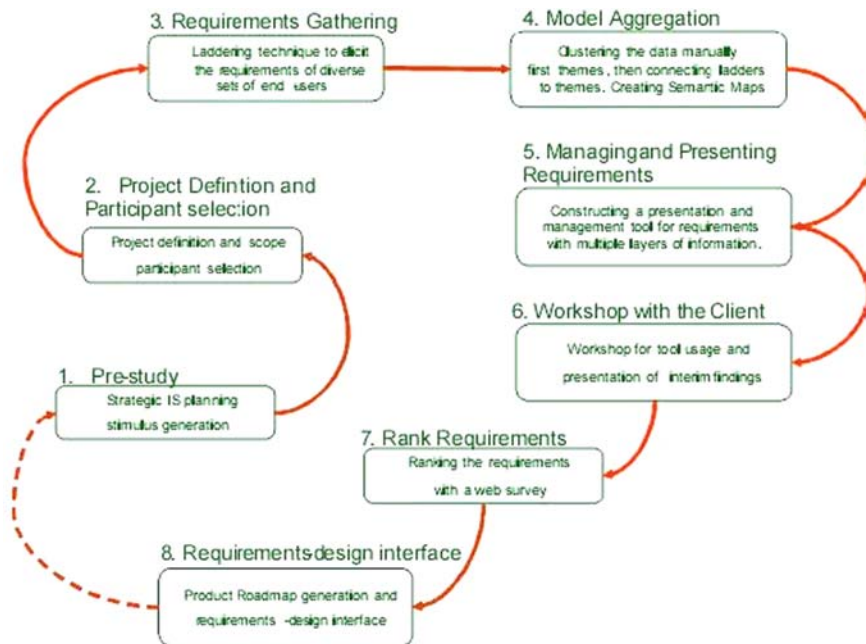 3. Requirements Gathering
Laddering technique to elicit
the requirements of diverse
sets of end users
4. Model Aggregation
Clustering the data manually
first themes, then connecting ladders
to themes. Creating Semantic Maps
5. Managingand Presenting
Requirements
Constructing a presentation and
management tool for requirements
with multiple layers of information.
2. Project Defintion and
Participant selection
Project definition and scope
participant selection
6. Workshop with the Client
Workshop for tool usage and
presentation of interim findings
1. Pre-study
Strategic IS planning
stimulus generation
7. Rank Requirements
Ranking the requirements
with a web survey
8. Requirements-design interface
Product Roadmap generation and
requirements -design interface